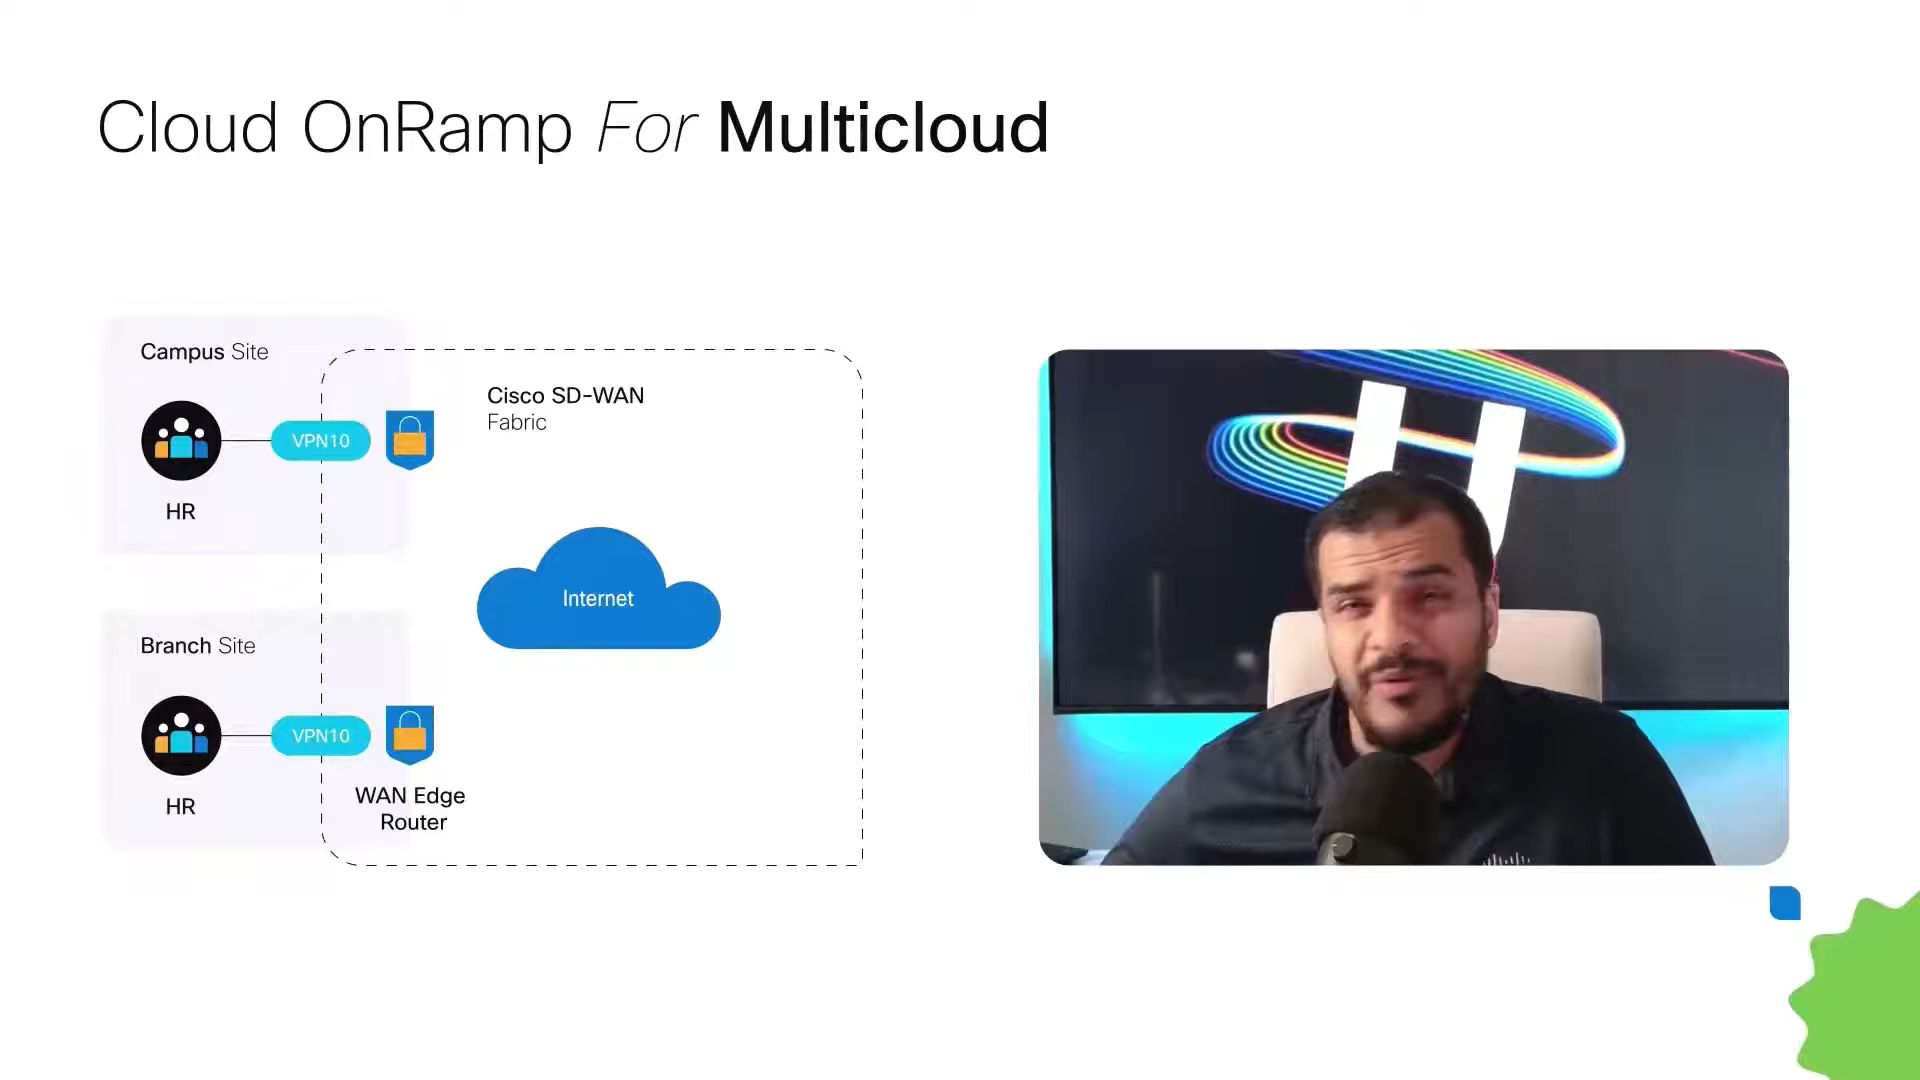 Cloud OnRamp For Multicloud
Campus Site
VPN10
HR
Cisco SD-WAN
Fabric
Internet
Branch Site
VPN10
HR
WAN Edge
Router